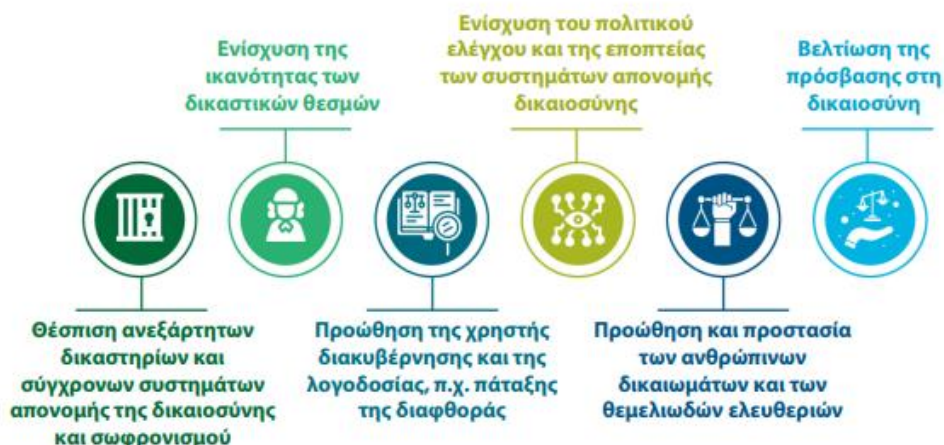 Ενίσχυση της
ικανότητας των
δικαστικών θεσμών
Ενίσχυση του πολιτικού
ελέγχου και της εποπτείας
των συστημάτων απονομής
δικαιοσύνης
Βελτίωση της
πρόσβασης στη
δικαιοσύνη
Θέσπιση ανεξάρτητων
δικαστηρίων και
σύγχρονων συστημάτων
απονομής της δικαιοσύνης
και σωφρονισμού
Προώθηση της χρηστής
διακυβέρνησης και της
λογοδοσίας, π.χ. πάταξης
της διαφθοράς
Προώθηση και προστασία
των ανθρώπινων
δικαιωμάτων και των
θεμελιωδών ελευθεριών